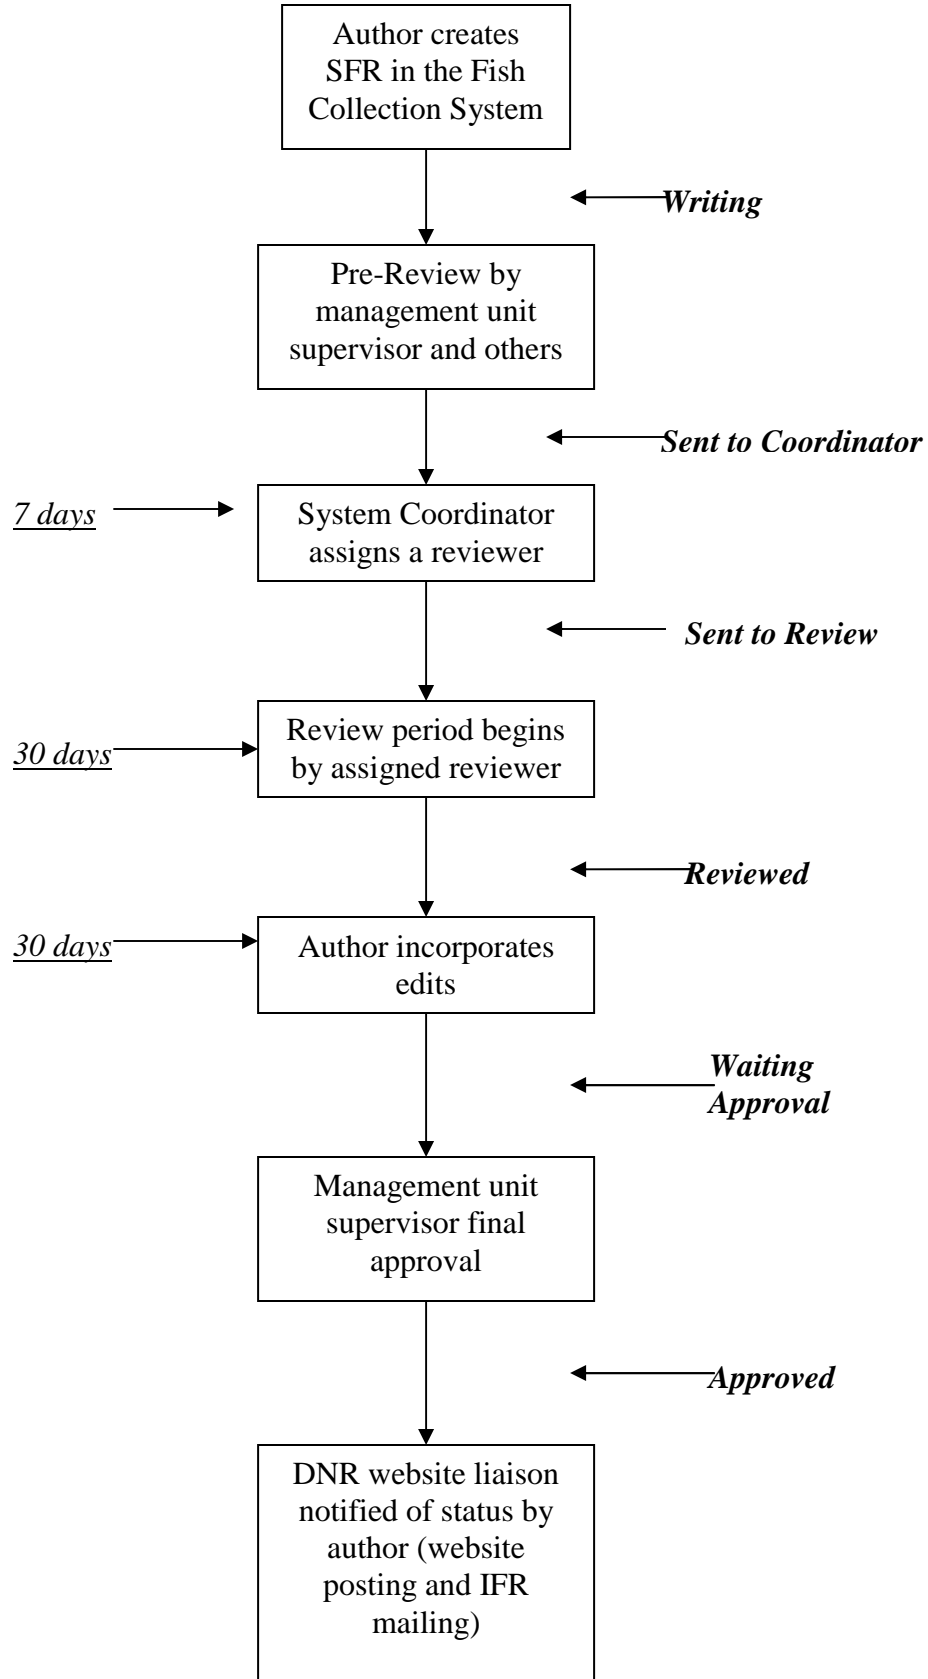 Author creates
SFR in the Fish
Collection System
Writing
Pre-Review by
management unit
supervisor and others
Sent to Coordinator
7 days
System Coordinator
assigns a reviewer
Sent to Review
30 days
Review period begins
by assigned reviewer
Reviewed
30 days
Author incorporates
edits
Waiting
Approval
Management unit
supervisor final
approval
Approved
DNR website liaison
notified of status by
author (website
posting and IFR
mailing)